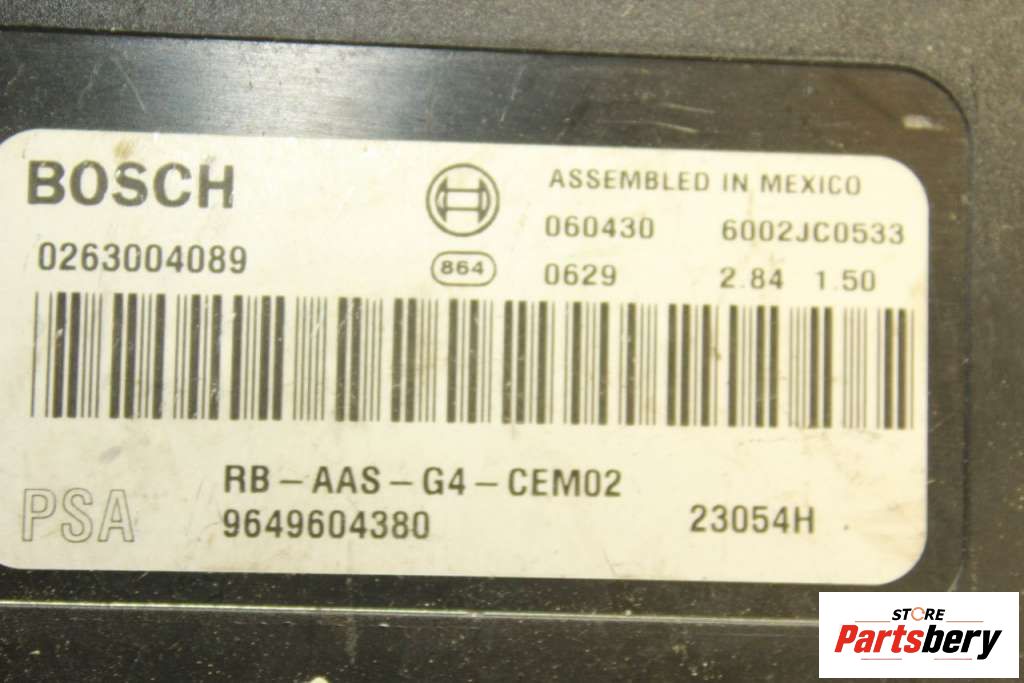 BOSCH
ASSEMBLED IN MEXICO
060430 6002JC0533
0263004089
864
0629 2.84 1.50
RB-AAS-G4-CEM02
PSA
9649604380 23054H
STORE
Partsbery